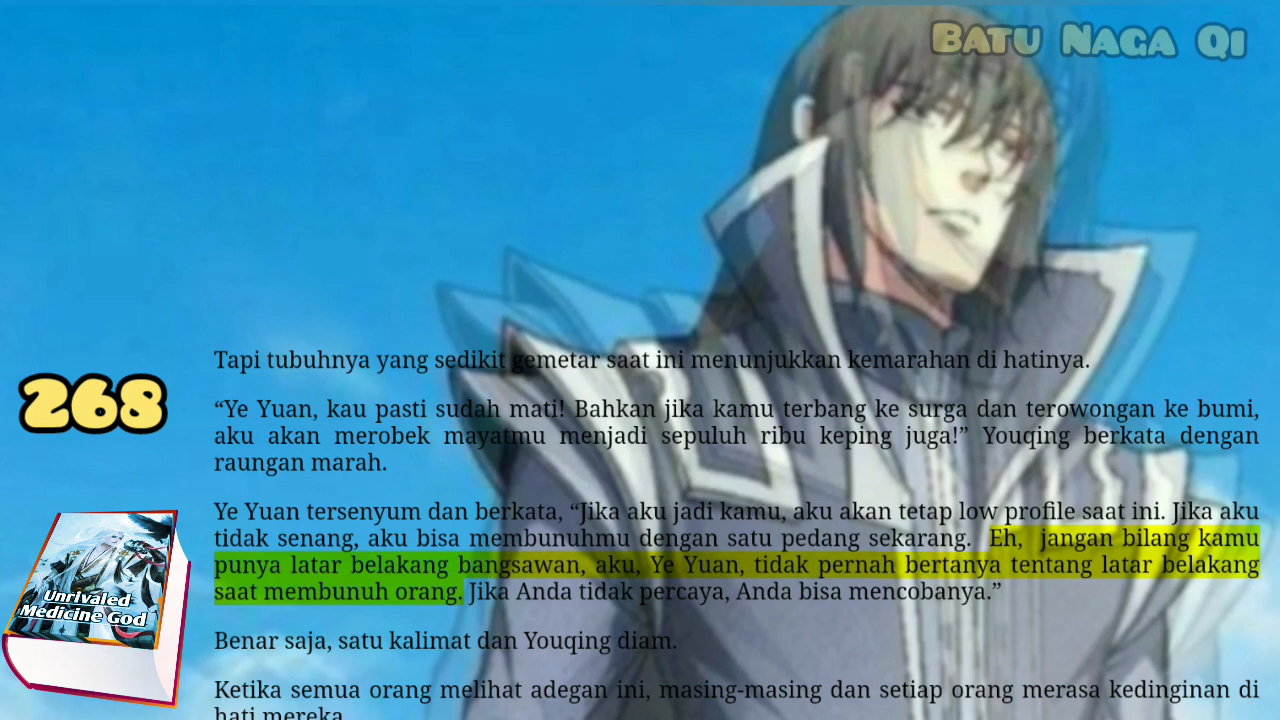 Batu Naga Qi
Tapi tubuhnya yang sedikit gemetar saat ini menunjukkan kemarahan di hatinya.
268
“Ye Yuan, kau pasti sudah mati! Bahkan jika kamu terbang ke surga dan terowongan ke bumi,
aku akan merobek mayatmu menjadi sepuluh ribu keping juga!” Youqing berkata dengan
raungan marah.
Ye Yuan tersenyum dan berkata, “Jika aku jadi kamu, aku akan tetap low profile saat ini. Jika aku
tidak senang, aku bisa membunuhmu dengan satu pedang sekarang. Eh, jangan bilang kamu
punya latar belakang bangsawan, aku, Ye Yuan, tidak pernah bertanya tentang latar belakang
saat membunuh orang. Jika Anda tidak percaya, Anda bisa mencobanya.”
Unrivaled
Medicine God
Benar saja, satu kalimat dan Youqing diam.
Ketika semua orang melihat adegan ini, masing-masing dan setiap orang merasa kedinginan di
hati mereka